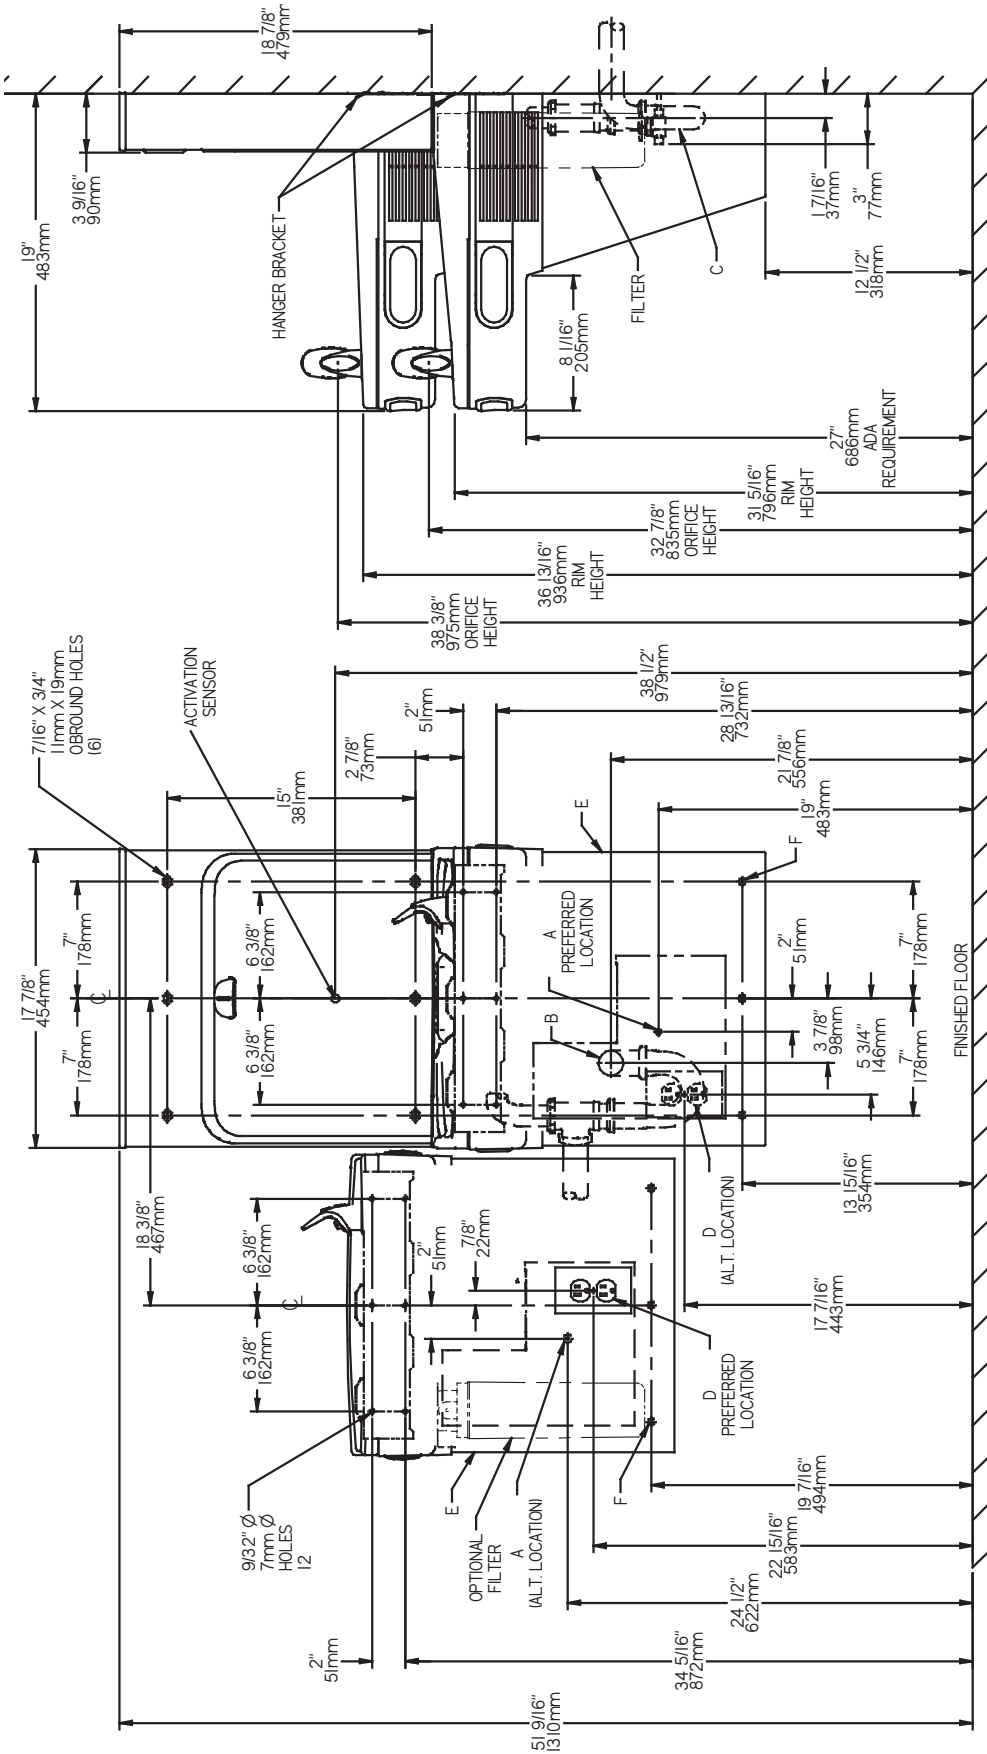 51 9/16"
1310mm
2"
51mm
34 5/16"
872mm
24 1/2"
622mm
22 15/16"
583mm
19 7/16"
494mm
9/32" Ø
7mm Ø
HOLES
12
OPTIONAL
FILTER
A
(ALT. LOCATION)
E
F
D
PREFERRED
LOCATION
6 3/8"
162mm
6 3/8"
162mm
CL
18 3/8"
467mm
2"
51mm
7/8"
22mm
D
(ALT. LOCATION)
17 7/16"
443mm
13 15/16"
354mm
17 7/8"
454mm
7"
178mm
7"
178mm
CL
6 3/8"
162mm
6 3/8"
162mm
B
A
PREFERRED
LOCATION
E
F
2"
51mm
3 7/8"
98mm
5 3/4"
146mm
7"
178mm
7"
178mm
FINISHED FLOOR
7/16" X 3/4"
11mm X 19mm
OBROUND HOLES
(6)
ACTIVATION
SENSOR
15"
381mm
2 7/8"
73mm
2"
51mm
38 1/2"
979mm
28 13/16"
732mm
21 7/8"
556mm
19"
483mm
38 3/8"
975mm
ORIFICE
HEIGHT
36 13/16"
936mm
RIM
HEIGHT
32 7/8"
835mm
ORIFICE
HEIGHT
31 5/16"
796mm
RIM
HEIGHT
27"
686mm
ADA
REQUIREMENT
19"
483mm
3 9/16"
90mm
18 7/8"
479mm
HANGER BRACKET
8 1/16"
205mm
FILTER
C
12 1/2"
318mm
1 7/16"
37mm
3"
77mm